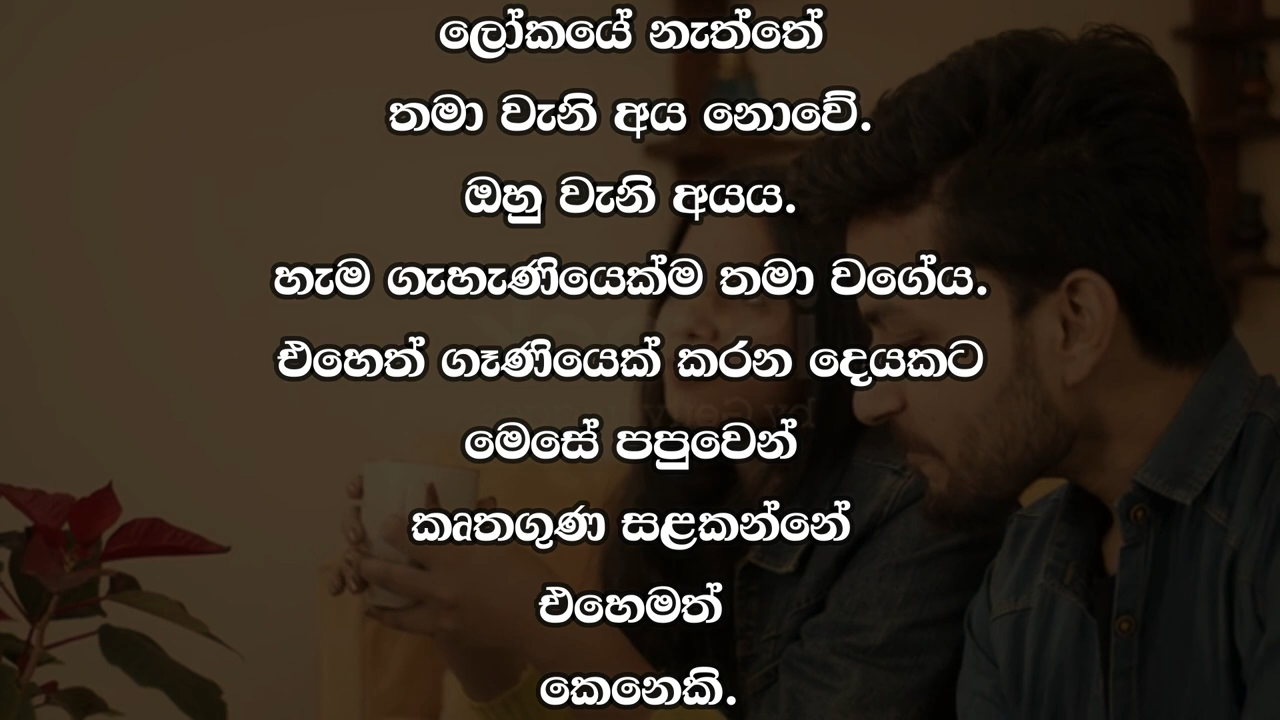 ලෝකයේ නැත්තේ
තමා වැනි අය නොවේ.
ඔහු වැනි අයය.
හැම ගැහැණියෙක්ම තමා වගේය.
එහෙත් ගෑණියෙක් කරන දෙයකට
මෙසේ පපුවෙන්
කෘතගුණ සළකන්නේ
එහෙමත්
කෙනෙකි.